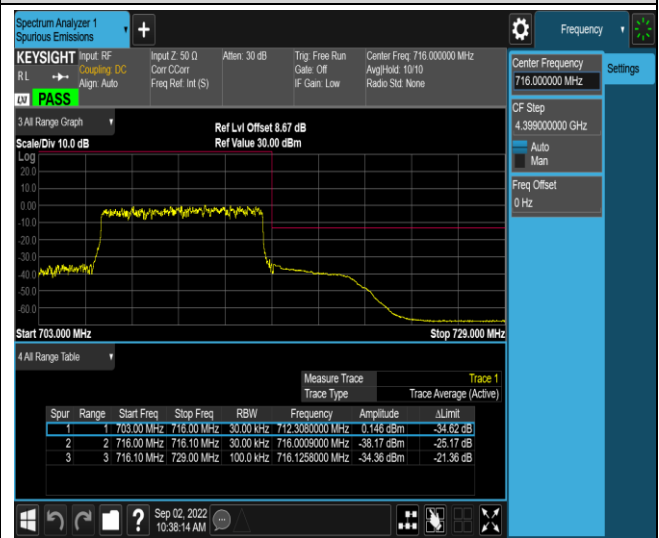 Spectrum Analyzer 1
Spurious Emissions
Frequency
KEYSIGHT
R L
LXI
PASS
Input: RF
Coupling: DC
Align: Auto
Input Z: 50 Ω
Corr CCorr
Freq Ref: Int (S)
Atten: 30 dB
Trig: Free Run
Gate: Off
IF Gain: Low
Center Freq: 716.000000 MHz
Avg|Hold: 10/10
Radio Std: None
Center Frequency
716.000000 MHz
Settings
CF Step
4.399000000 GHz
Auto
Man
Freq Offset
0 Hz
3 All Range Graph
Scale/Div 10.0 dB
Ref Lvl Offset 8.67 dB
Ref Value 30.00 dBm
Log
20.0
10.0
0.00
-10.0
-20.0
-30.0
-40.0
-50.0
-60.0
Start 703.000 MHz
Stop 729.000 MHz
4 All Range Table
Measure Trace Trace 1
Trace Type Trace Average (Active)
Spur Range Start Freq Stop Freq RBW Frequency Amplitude ΔLimit
1 1 703.00 MHz 716.00 MHz 30.00 kHz 712.3080000 MHz 0.146 dBm -34.62 dB
2 2 716.00 MHz 716.10 MHz 30.00 kHz 716.0009000 MHz -38.17 dBm -25.17 dB
3 3 716.10 MHz 729.00 MHz 100.0 kHz 716.1258000 MHz -34.36 dBm -21.36 dB
?
Sep 02, 2022
10:38:14 AM